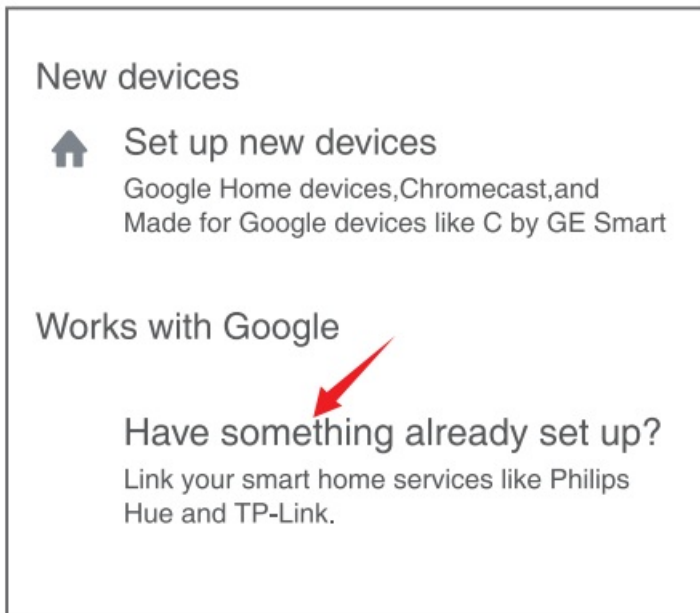 New devices
Set up new devices
Google Home devices,Chromecast,and
Made for Google devices like C by GE Smart
Works with Google
Have something already set up?
Link your smart home services like Philips
Hue and TP-Link.